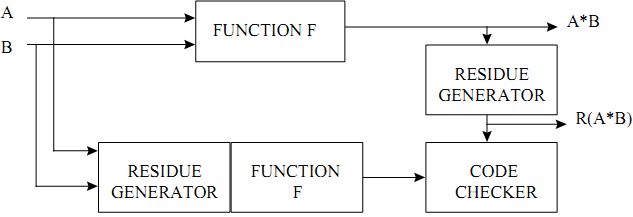 A
B
FUNCTION F
A*B
RESIDUE
GENERATOR
R(A*B)
RESIDUE
GENERATOR
FUNCTION
F
CODE
CHECKER